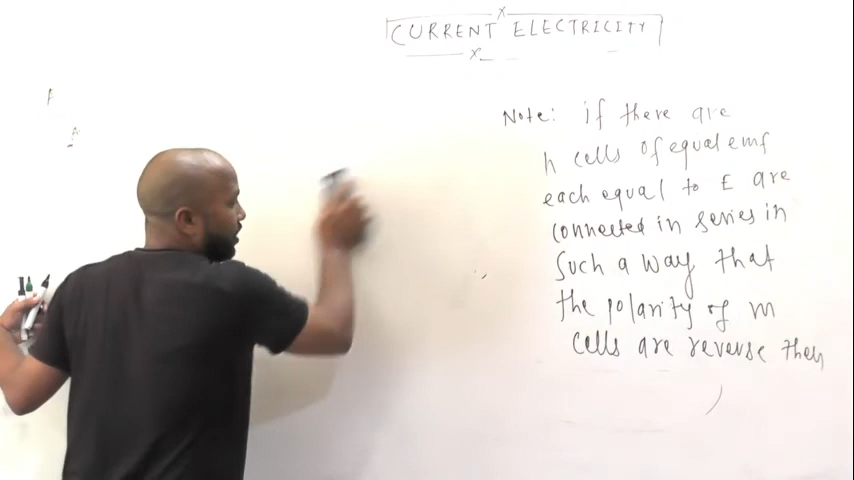 CURRENT ELECTRICITY
Note: if there are
n cells of equal emf
each equal to E are
connected in series in
such a way that
the polarity of m
cells are reverse then